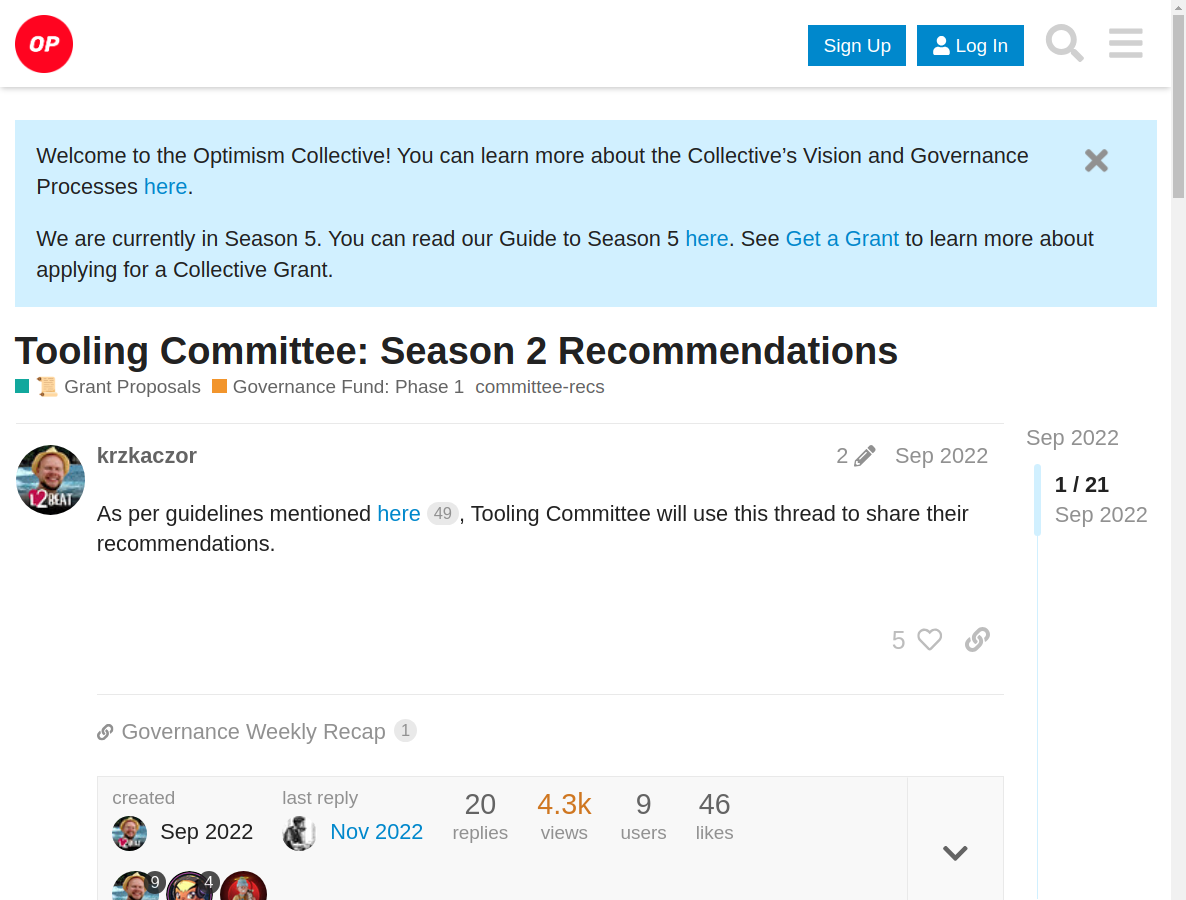 OP
Sign Up
Log In
Welcome to the Optimism Collective! You can learn more about the Collective’s Vision and Governance
Processes here.
We are currently in Season 5. You can read our Guide to Season 5 here. See Get a Grant to learn more about
applying for a Collective Grant.
Tooling Committee: Season 2 Recommendations
📜 Grant Proposals Governance Fund: Phase 1 committee-recs
krzkaczor 2 Sep 2022
As per guidelines mentioned here 49, Tooling Committee will use this thread to share their
recommendations.
L2BEAT
5
Governance Weekly Recap 1
created
Sep 2022
last reply
Nov 2022
20
replies
4.3k
views
9
users
46
likes
9
4
Sep 2022
1 / 21
Sep 2022